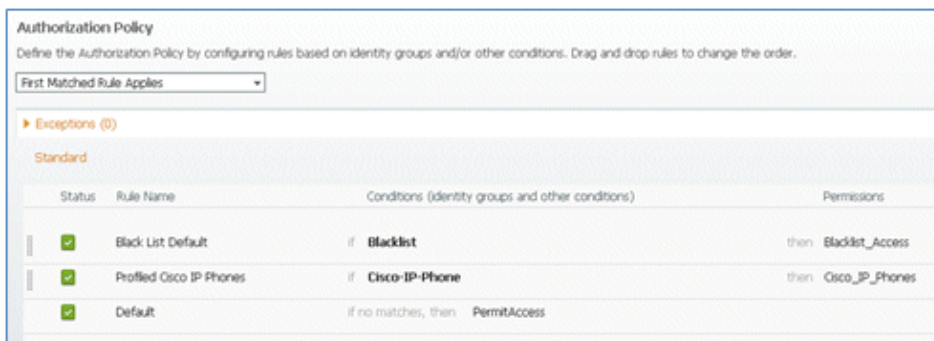 Authorization Policy
Define the Authorization Policy by configuring rules based on identity groups and/or other conditions. Drag and drop rules to change the order.
First Matched Rule Applies
Exceptions (0)
Standard
Status Rule Name Conditions (identity groups and other conditions) Permissions
Black List Default if Blacklist then Blacklist_Access
Profiled Cisco IP Phones if Cisco-IP-Phone then Cisco_IP_Phones
Default if no matches, then PermitAccess